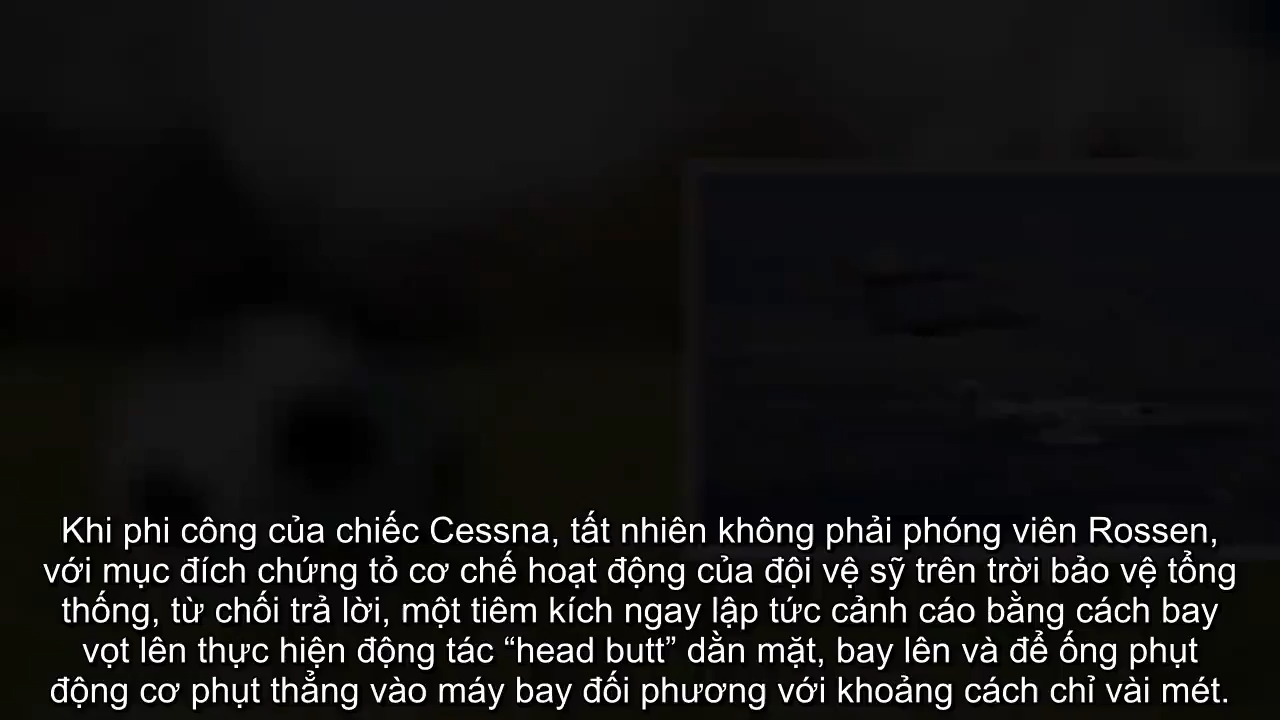 Khi phi công của chiếc Cessna, tất nhiên không phải phóng viên Rossen,
với mục đích chứng tỏ cơ chế hoạt động của đội vệ sỹ trên trời bảo vệ tổng
thống, từ chối trả lời, một tiêm kích ngay lập tức cảnh cáo bằng cách bay
vọt lên thực hiện động tác “head butt” dằn mặt, bay lên và để ống phụt
động cơ phụt thẳng vào máy bay đối phương với khoảng cách chỉ vài mét.